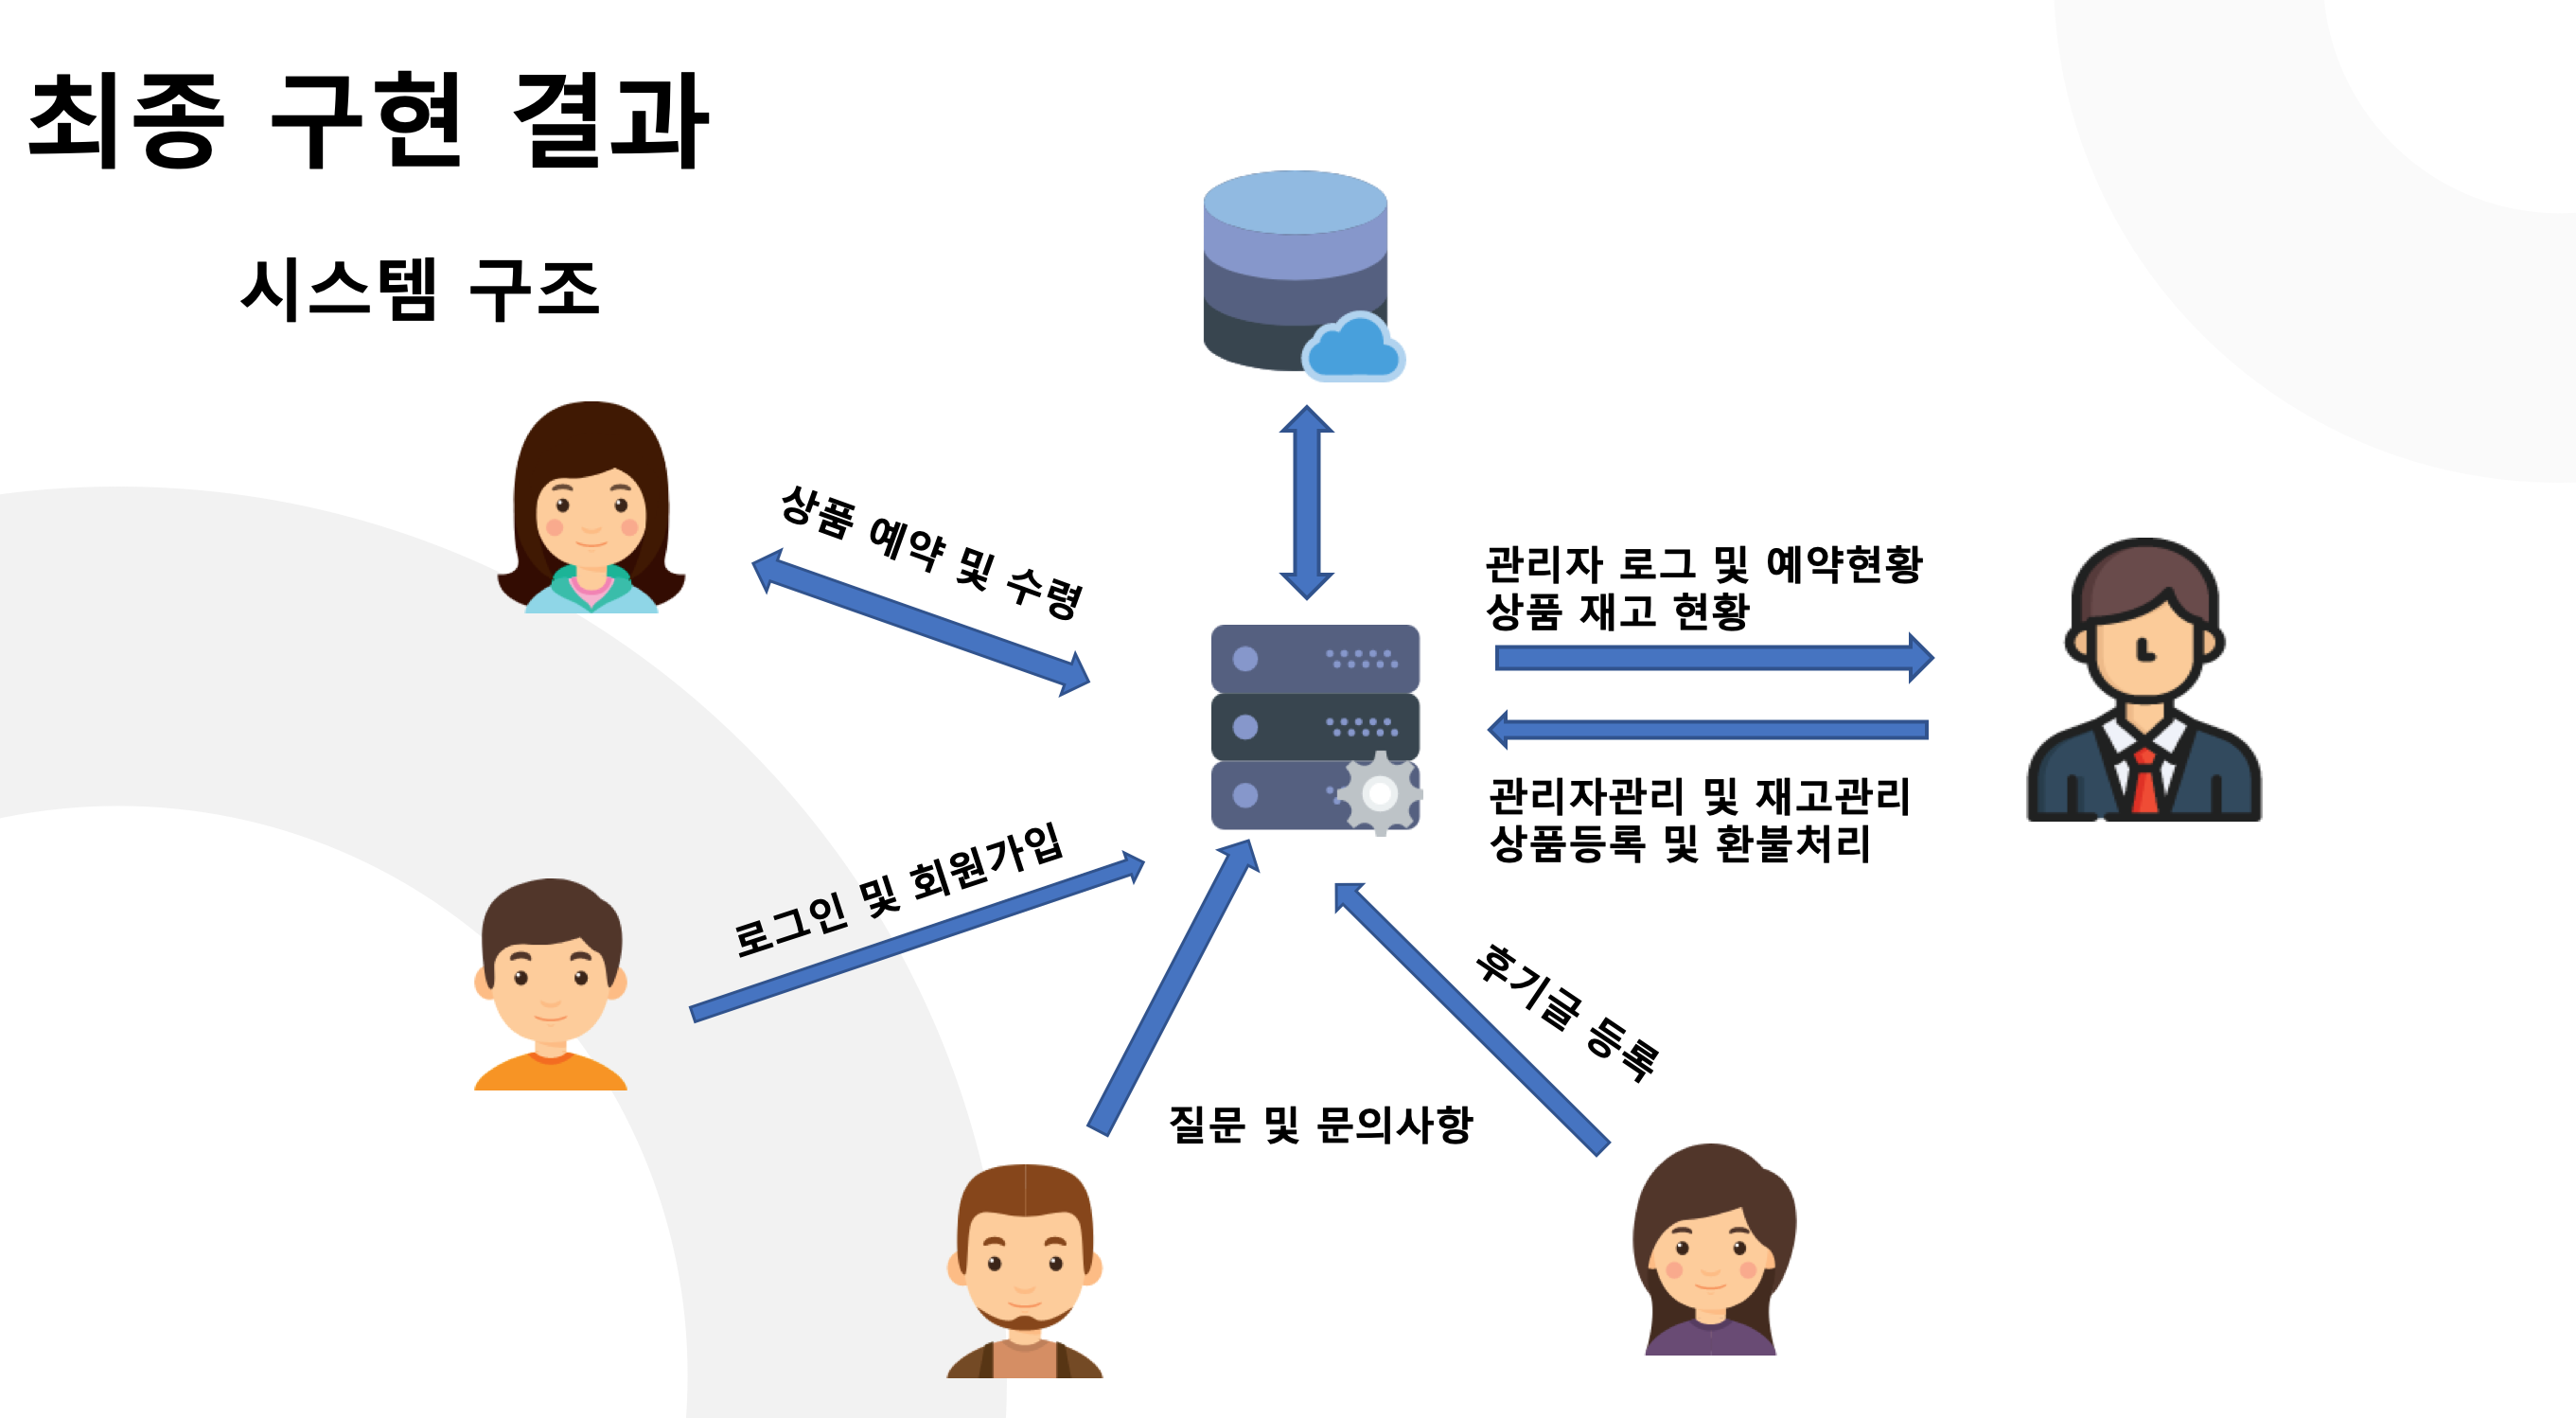 최종 구현 결과
시스템 구조
상품 예약 및 수령
관리자 로그 및 예약현황
상품 재고 현황
관리자관리 및 재고관리
상품등록 및 환불처리
로그인 및 회원가입
후기글 등록
질문 및 문의사항